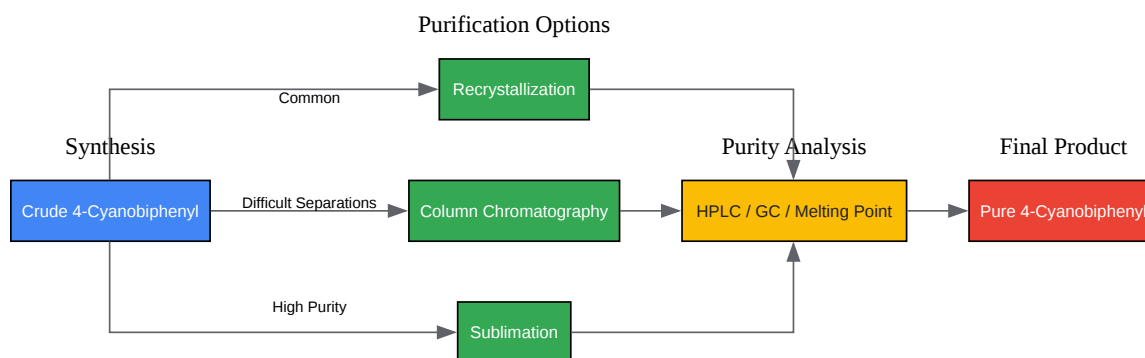 Purification Options
Recrystallization
Common
Synthesis
Purity Analysis
Final Product
Crude 4-Cyanobiphenyl
Difficult Separations
Column Chromatography
HPLC / GC / Melting Point
Pure 4-Cyanobiphenyl
High Purity
Sublimation